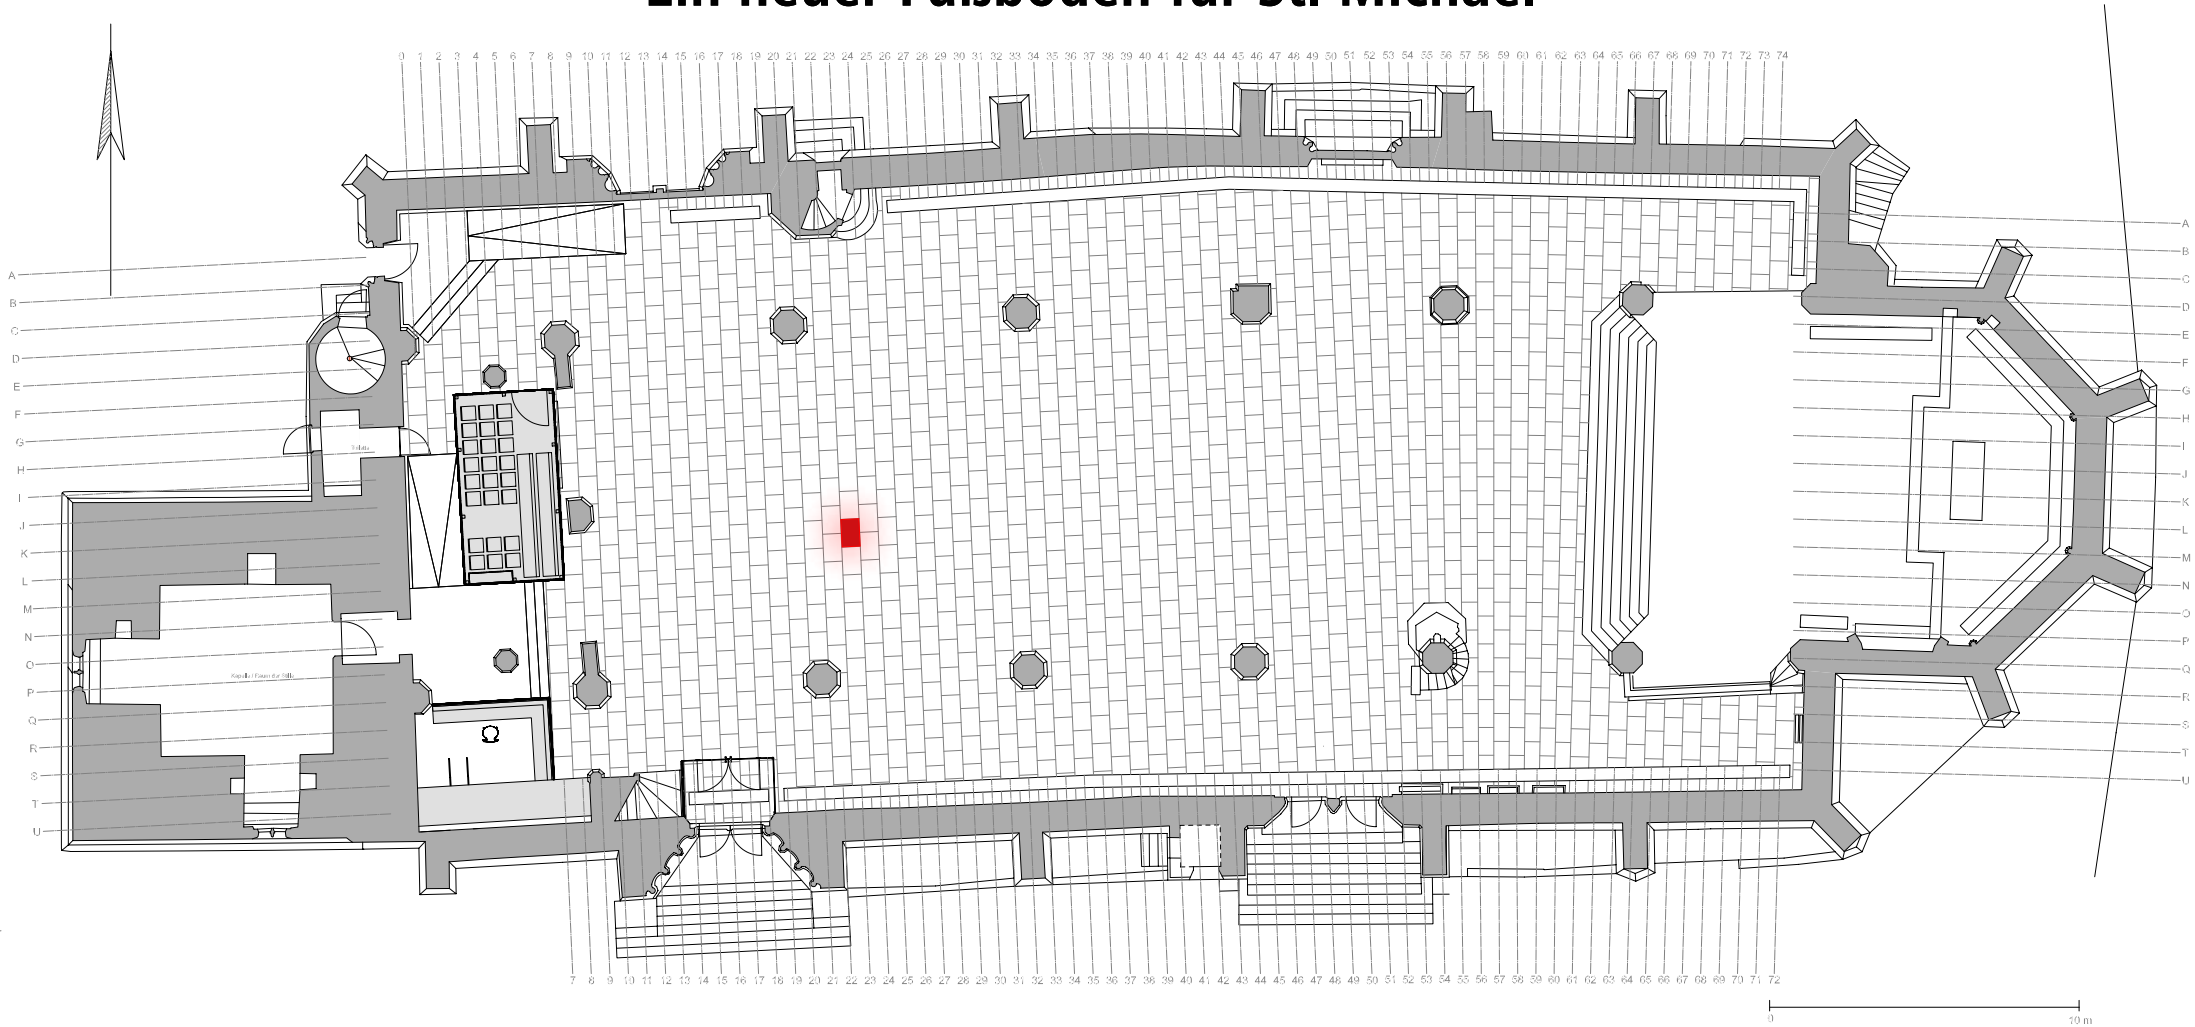 Ein neuer Fußboden für St. Michael
0 1 2 3 4 5 6 7 8 9 10 11 12 13 14 15 16 17 18 19 20 21 22 23 24 25 26 27 28 29 30 31 32 33 34 35 36 37 38 39 40 41 42 43 44 45 46 47 48 49 50 51 52 53 54 55 56 57 58 59 60 61 62 63 64 65 66 67 68 69 70 71 72 73 74
A
B
C
D
E
F
G
H
I
J
K
L
M
N
O
P
Q
R
S
T
U
A
B
C
D
E
F
G
H
I
J
K
L
M
N
O
P
Q
R
S
T
U
Kapelle / Raum der Stille
7 8 9 10 11 12 13 14 15 16 17 18 19 20 21 22 23 24 25 26 27 28 29 30 31 32 33 34 35 36 37 38 39 40 41 42 43 44 45 46 47 48 49 50 51 52 53 54 55 56 57 58 59 60 61 62 63 64 65 66 67 68 69 70 71 72
0 10 m